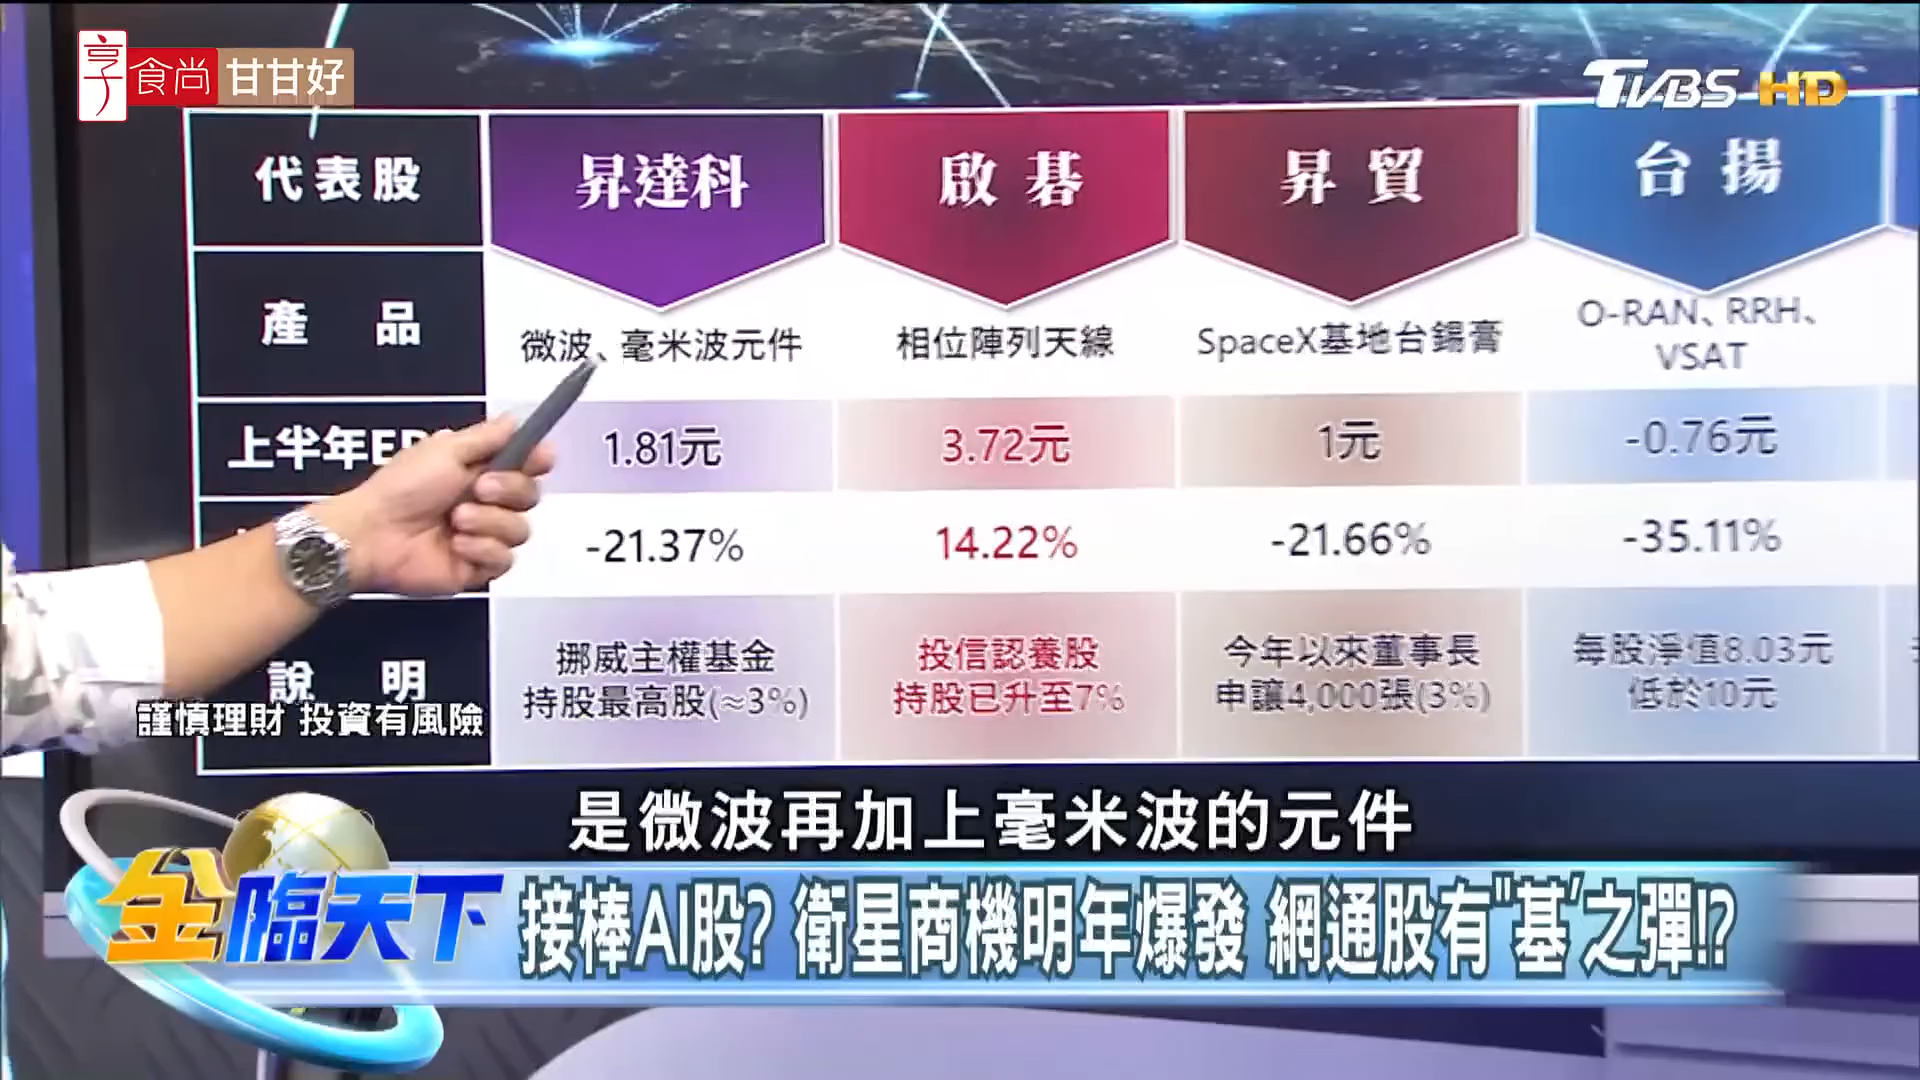 享食尚 甘甘好
TVBS HD
代表股 昇達科 啟碁 昇貿 台揚
產品 微波、毫米波元件 相位陣列天線 SpaceX基地台錫膏 O-RAN、RRH、
VSAT
上半年E 1.81元 3.72元 1元 -0.76元
-21.37% 14.22% -21.66% -35.11%
說明 挪威主權基金 投信認養股 今年以來董事長 每股淨值8.03元
持股最高股(≈3%) 持股已升至7% 申讓4,000張(3%) 低於10元
謹慎理財 投資有風險
是微波再加上毫米波的元件
金臨天下
接棒AI股? 衛星商機明年爆發 網通股有"基"之彈!?